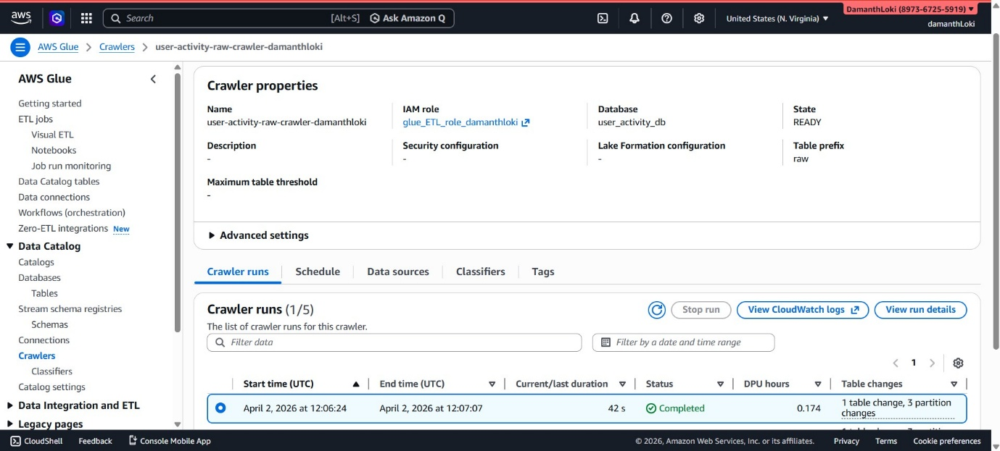 aws
Search [Alt+S] Ask Amazon Q
United States (N. Virginia) ▼
DamanthLoki (8973-6725-5919) ▼
damanthLoki
AWS Glue > Crawlers > user-activity-raw-crawler-damanthloki
AWS Glue
Getting started
ETL jobs
Visual ETL
Notebooks
Job run monitoring
Data Catalog tables
Data connections
Workflows (orchestration)
Zero-ETL integrations New
Data Catalog
Catalogs
Databases
Tables
Stream schema registries
Schemas
Connections
Crawlers
Classifiers
Catalog settings
Data Integration and ETL
Legacy pages
Crawler properties
Name
user-activity-raw-crawler-damanthloki
IAM role
glue_ETL_role_damanthloki
Database
user_activity_db
State
READY
Description
-
Security configuration
-
Lake Formation configuration
-
Table prefix
raw
Maximum table threshold
-
Advanced settings
Crawler runs Schedule Data sources Classifiers Tags
Crawler runs (1/5)
The list of crawler runs for this crawler.
Stop run View CloudWatch logs View run details
Filter data Filter by a date and time range
1
Start time (UTC) End time (UTC) Current/last duration Status DPU hours Table changes
April 2, 2026 at 12:06:24 April 2, 2026 at 12:07:07 42 s Completed 0.174 1 table change, 3 partition
changes
CloudShell Feedback Console Mobile App © 2026, Amazon Web Services, Inc. or its affiliates. Privacy Terms Cookie preferences